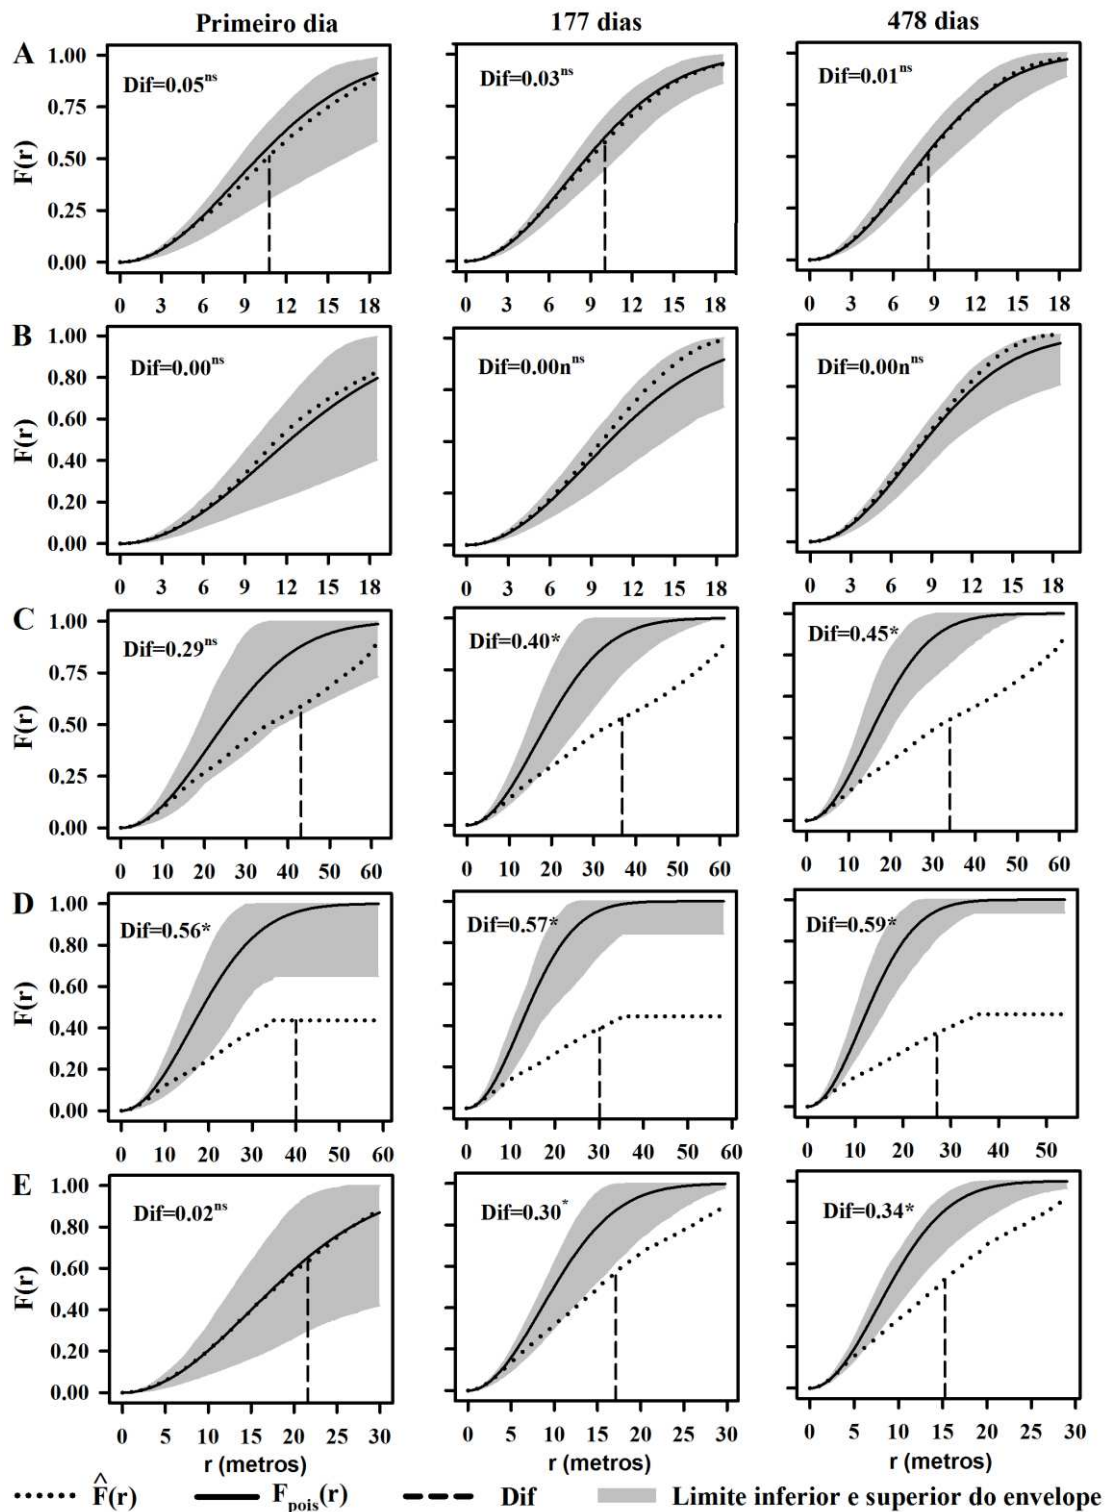 Primeiro dia 177 dias 478 dias
A
Dif=0.05ns Dif=0.03ns Dif=0.01ns
F(r)
1.00
0.75
0.50
0.25
0.00
0 3 6 9 12 15 18 0 3 6 9 12 15 18 0 3 6 9 12 15 18
B
Dif=0.00ns Dif=0.00nns Dif=0.00nns
F(r)
1.00
0.80
0.60
0.40
0.20
0.00
0 3 6 9 12 15 18 0 3 6 9 12 15 18 0 3 6 9 12 15 18
C
Dif=0.29ns Dif=0.40* Dif=0.45*
F(r)
1.00
0.75
0.50
0.25
0.00
0 10 20 30 40 50 60 0 10 20 30 40 50 60 0 10 20 30 40 50 60
D
Dif=0.56* Dif=0.57* Dif=0.59*
F(r)
1.00
0.80
0.60
0.40
0.20
0.00
0 10 20 30 40 50 60 0 10 20 30 40 50 60 0 10 20 30 40 50
E
Dif=0.02ns Dif=0.30* Dif=0.34*
F(r)
1.00
0.80
0.60
0.40
0.20
0.00
0 5 10 15 20 25 30 0 5 10 15 20 25 30 0 5 10 15 20 25 30
r (metros) r (metros) r (metros)
F̂(r) Fpois(r) Dif Limite inferior e superior do envelope